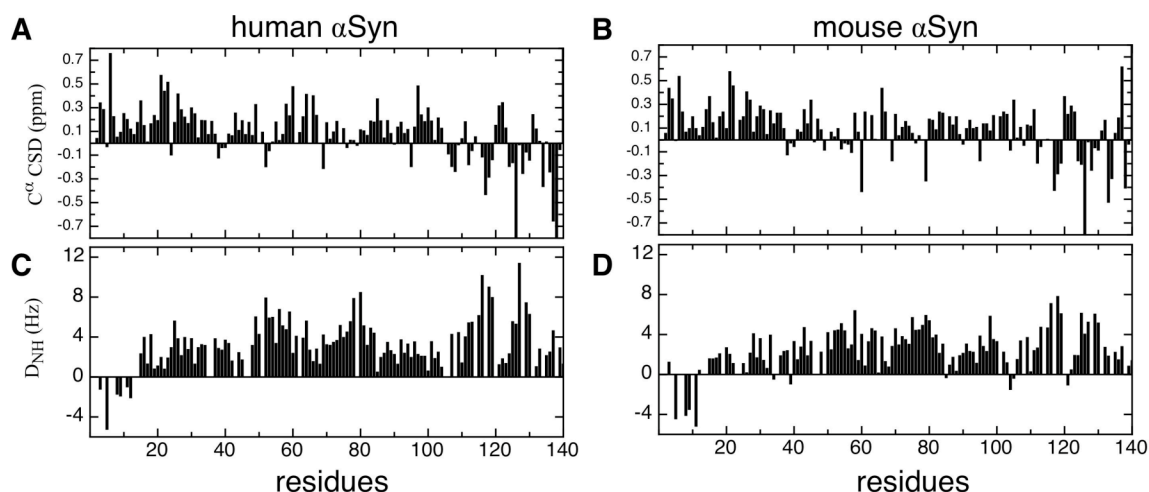 human αSyn
mouse αSyn
A
B
0.7
0.5
0.3
0.1
-0.1
-0.3
-0.5
-0.7
C^α CSD (ppm)
0.7
0.5
0.3
0.1
-0.1
-0.3
-0.5
-0.7
C
D
12
8
4
0
-4
D_NH (Hz)
12
8
4
0
-4
20 40 60 80 100 120 140
20 40 60 80 100 120 140
residues
residues